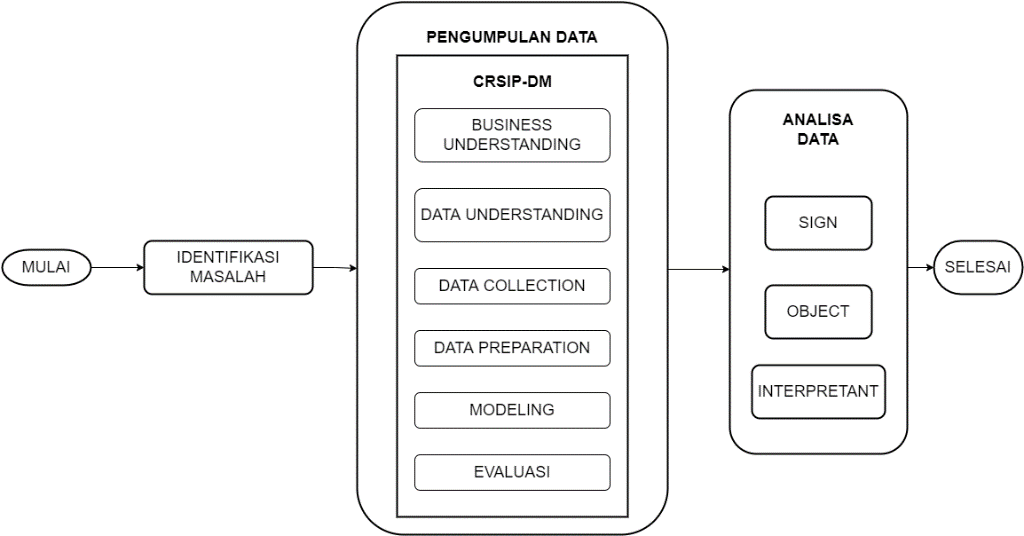 MULAI
IDENTIFIKASI
MASALAH
PENGUMPULAN DATA
CRSIP-DM
BUSINESS
UNDERSTANDING
DATA UNDERSTANDING
DATA COLLECTION
DATA PREPARATION
MODELING
EVALUASI
ANALISA
DATA
SIGN
OBJECT
INTERPRETANT
SELESAI